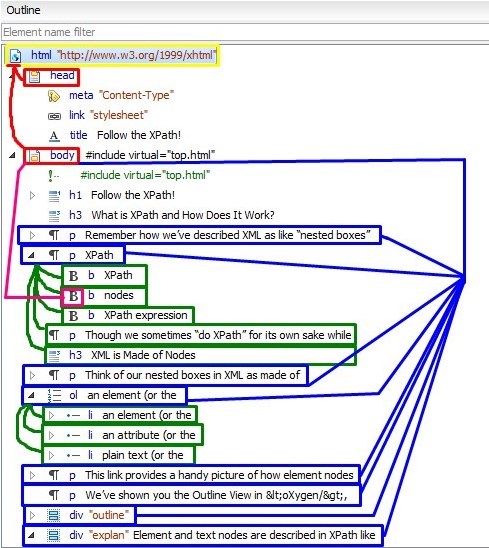 Outline
Element name filter
html "http://www.w3.org/1999/xhtml"
head
meta "Content-Type"
link "stylesheet"
title Follow the XPath!
body #include virtual="top.html"
#include virtual="top.html"
h1 Follow the XPath!
h3 What is XPath and How Does It Work?
¶ p Remember how we've described XML as like "nested boxes"
¶ p XPath
B b XPath
B b nodes
B b XPath expression
¶ p Though we sometimes "do XPath" for its own sake while
h3 XML is Made of Nodes
¶ p Think of our nested boxes in XML as made of
ol an element (or the
li an element (or the
li an attribute (or the
li plain text (or the
¶ p This link provides a handy picture of how element nodes
¶ p We've shown you the Outline View in &lt;oXygen/&gt;,
div "outline"
div "explan" Element and text nodes are described in XPath like